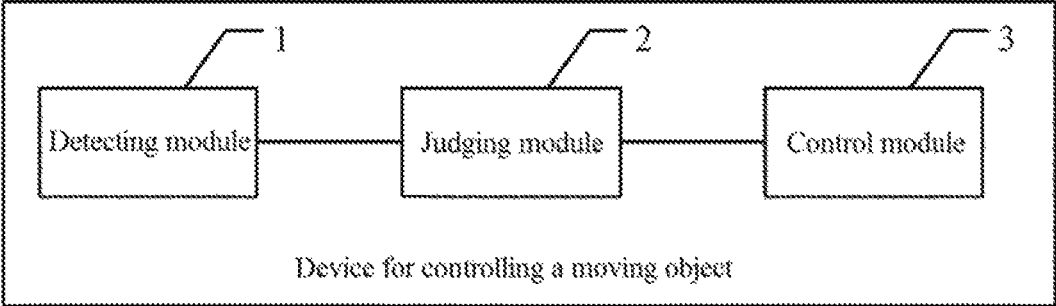 1 2 3
Detecting module Judging module Control module
Device for controlling a moving object